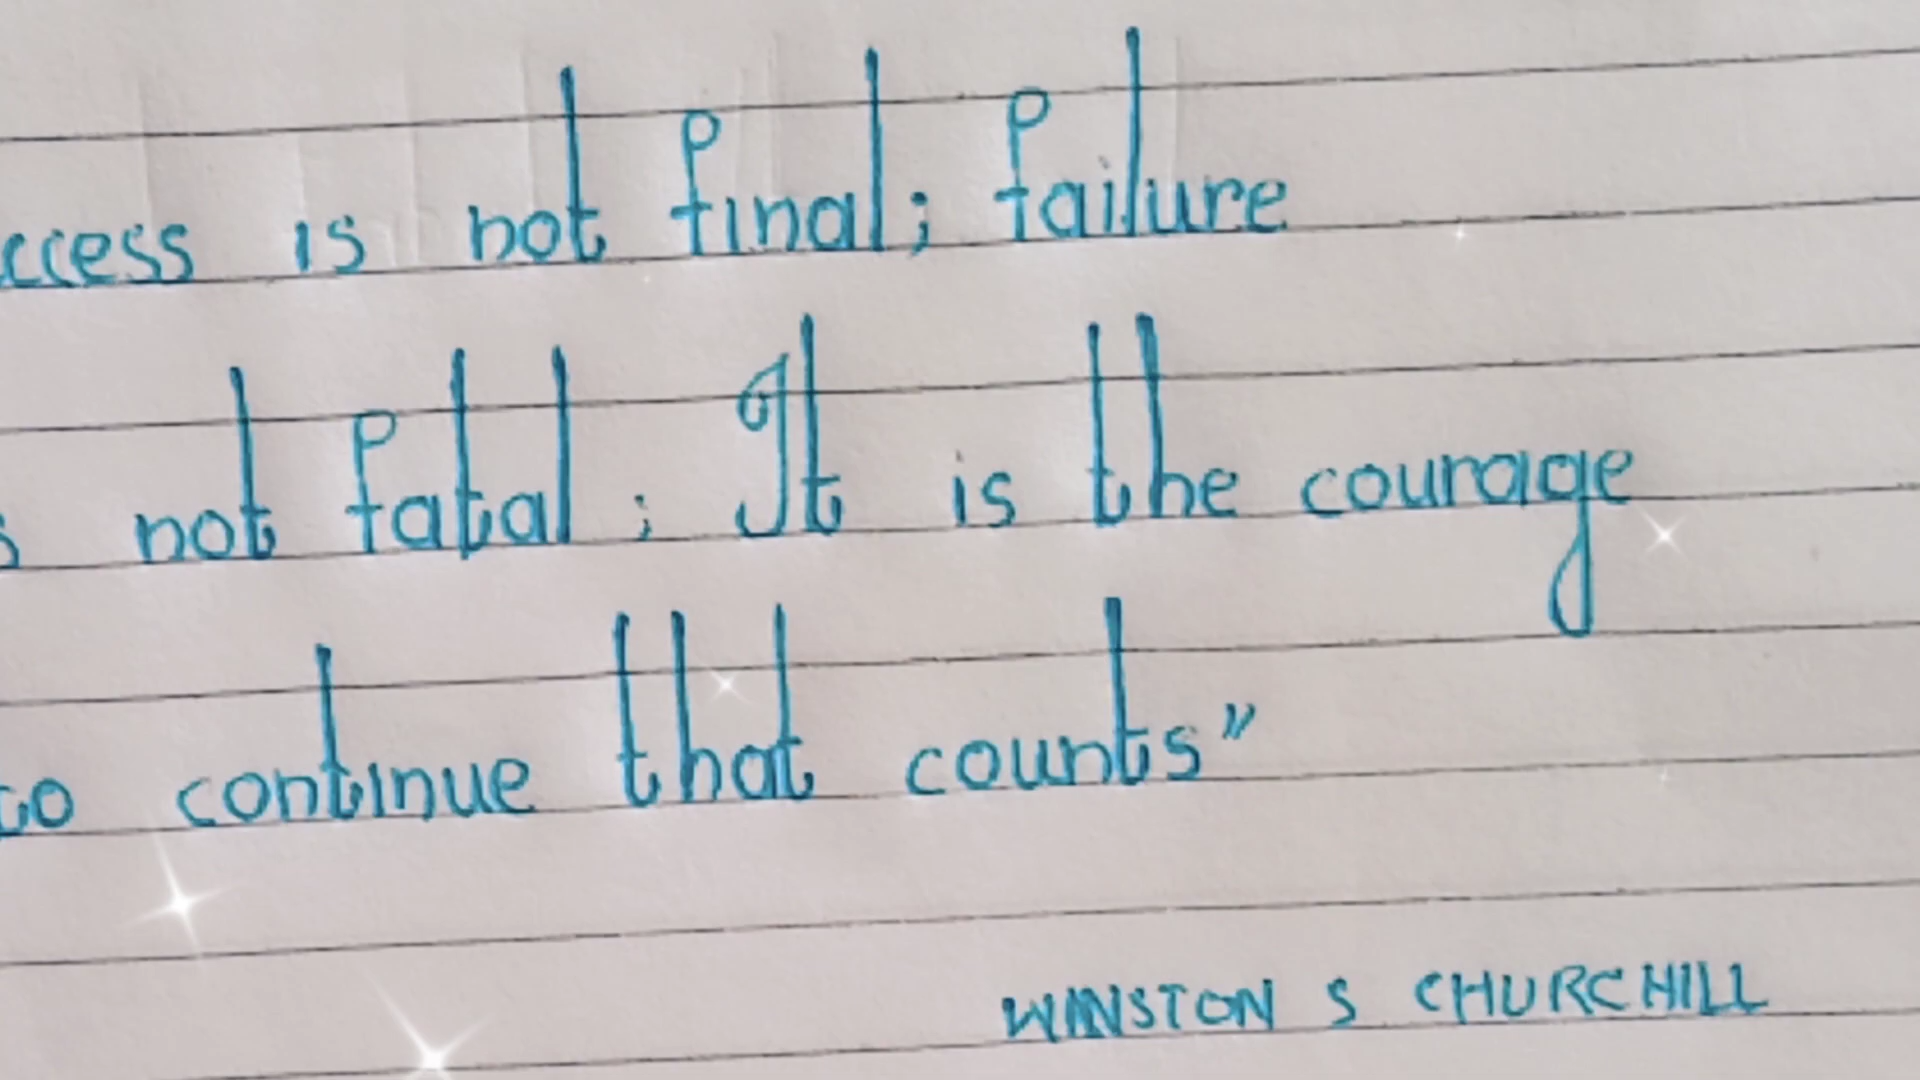 ccess is not final; failure
s not fatal; It is the courage
to continue that counts”
WINSTON S CHURCHILL